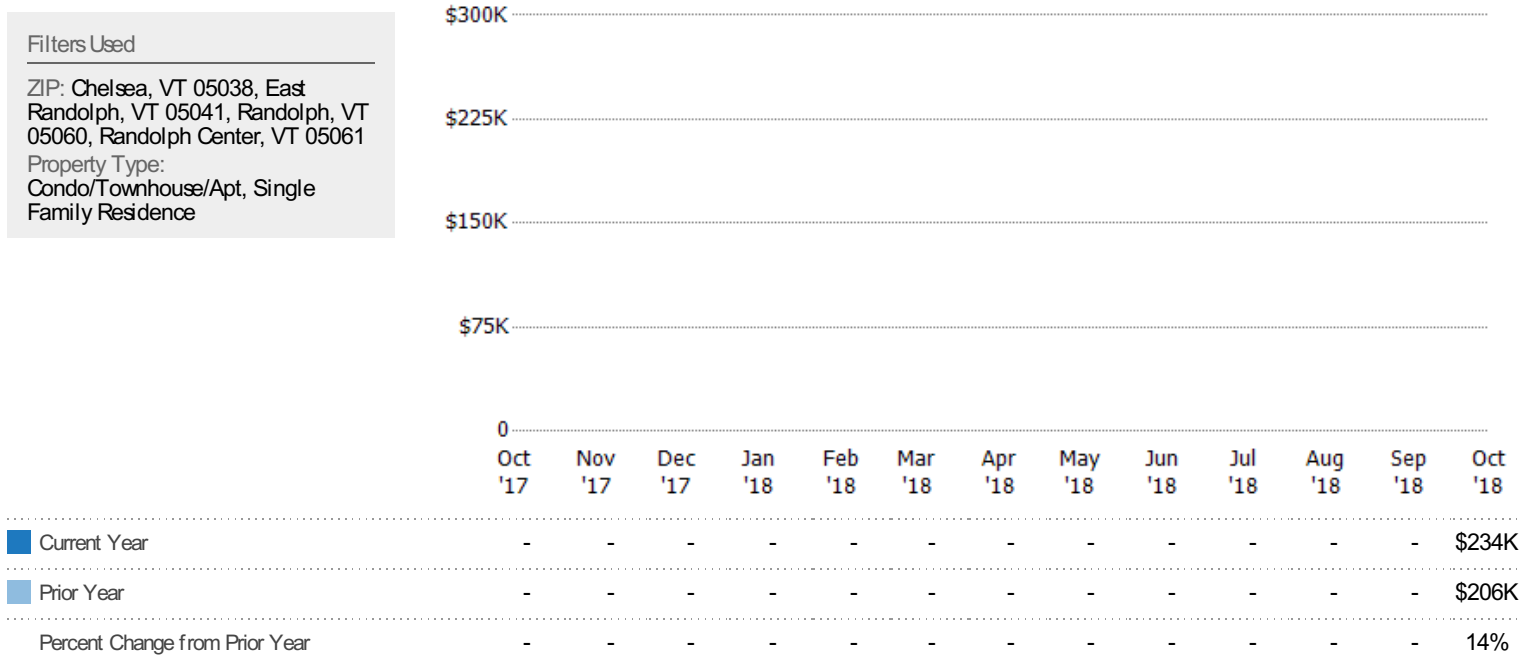 Filters Used
ZIP: Chelsea, VT 05038, East
Randolph, VT 05041, Randolph, VT
05060, Randolph Center, VT 05061
Property Type:
Condo/Townhouse/Apt, Single
Family Residence
$300K
$225K
$150K
$75K
0
Oct Nov Dec Jan Feb Mar Apr May Jun Jul Aug Sep Oct
'17 '17 '17 '18 '18 '18 '18 '18 '18 '18 '18 '18 '18
Current Year - - - - - - - - - - - - $234K
Prior Year - - - - - - - - - - - - $206K
Percent Change from Prior Year - - - - - - - - - - - - 14%